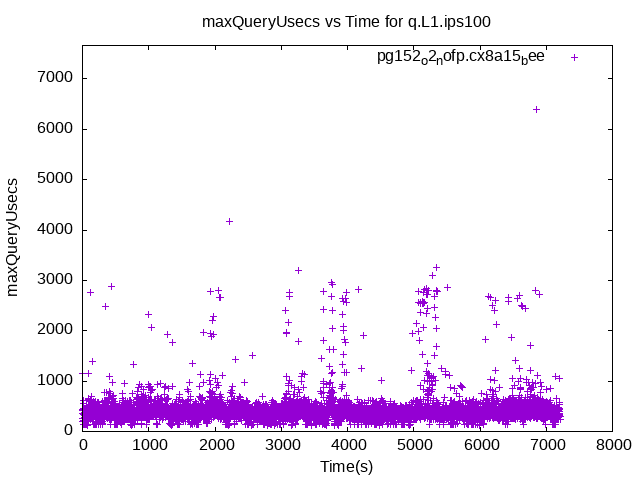 maxQueryUsecs vs Time for q.L1.ips100
pg152o2nofp.cx8a15bee
maxQueryUsecs
7000
6000
5000
4000
3000
2000
1000
0
0 1000 2000 3000 4000 5000 6000 7000 8000
Time(s)